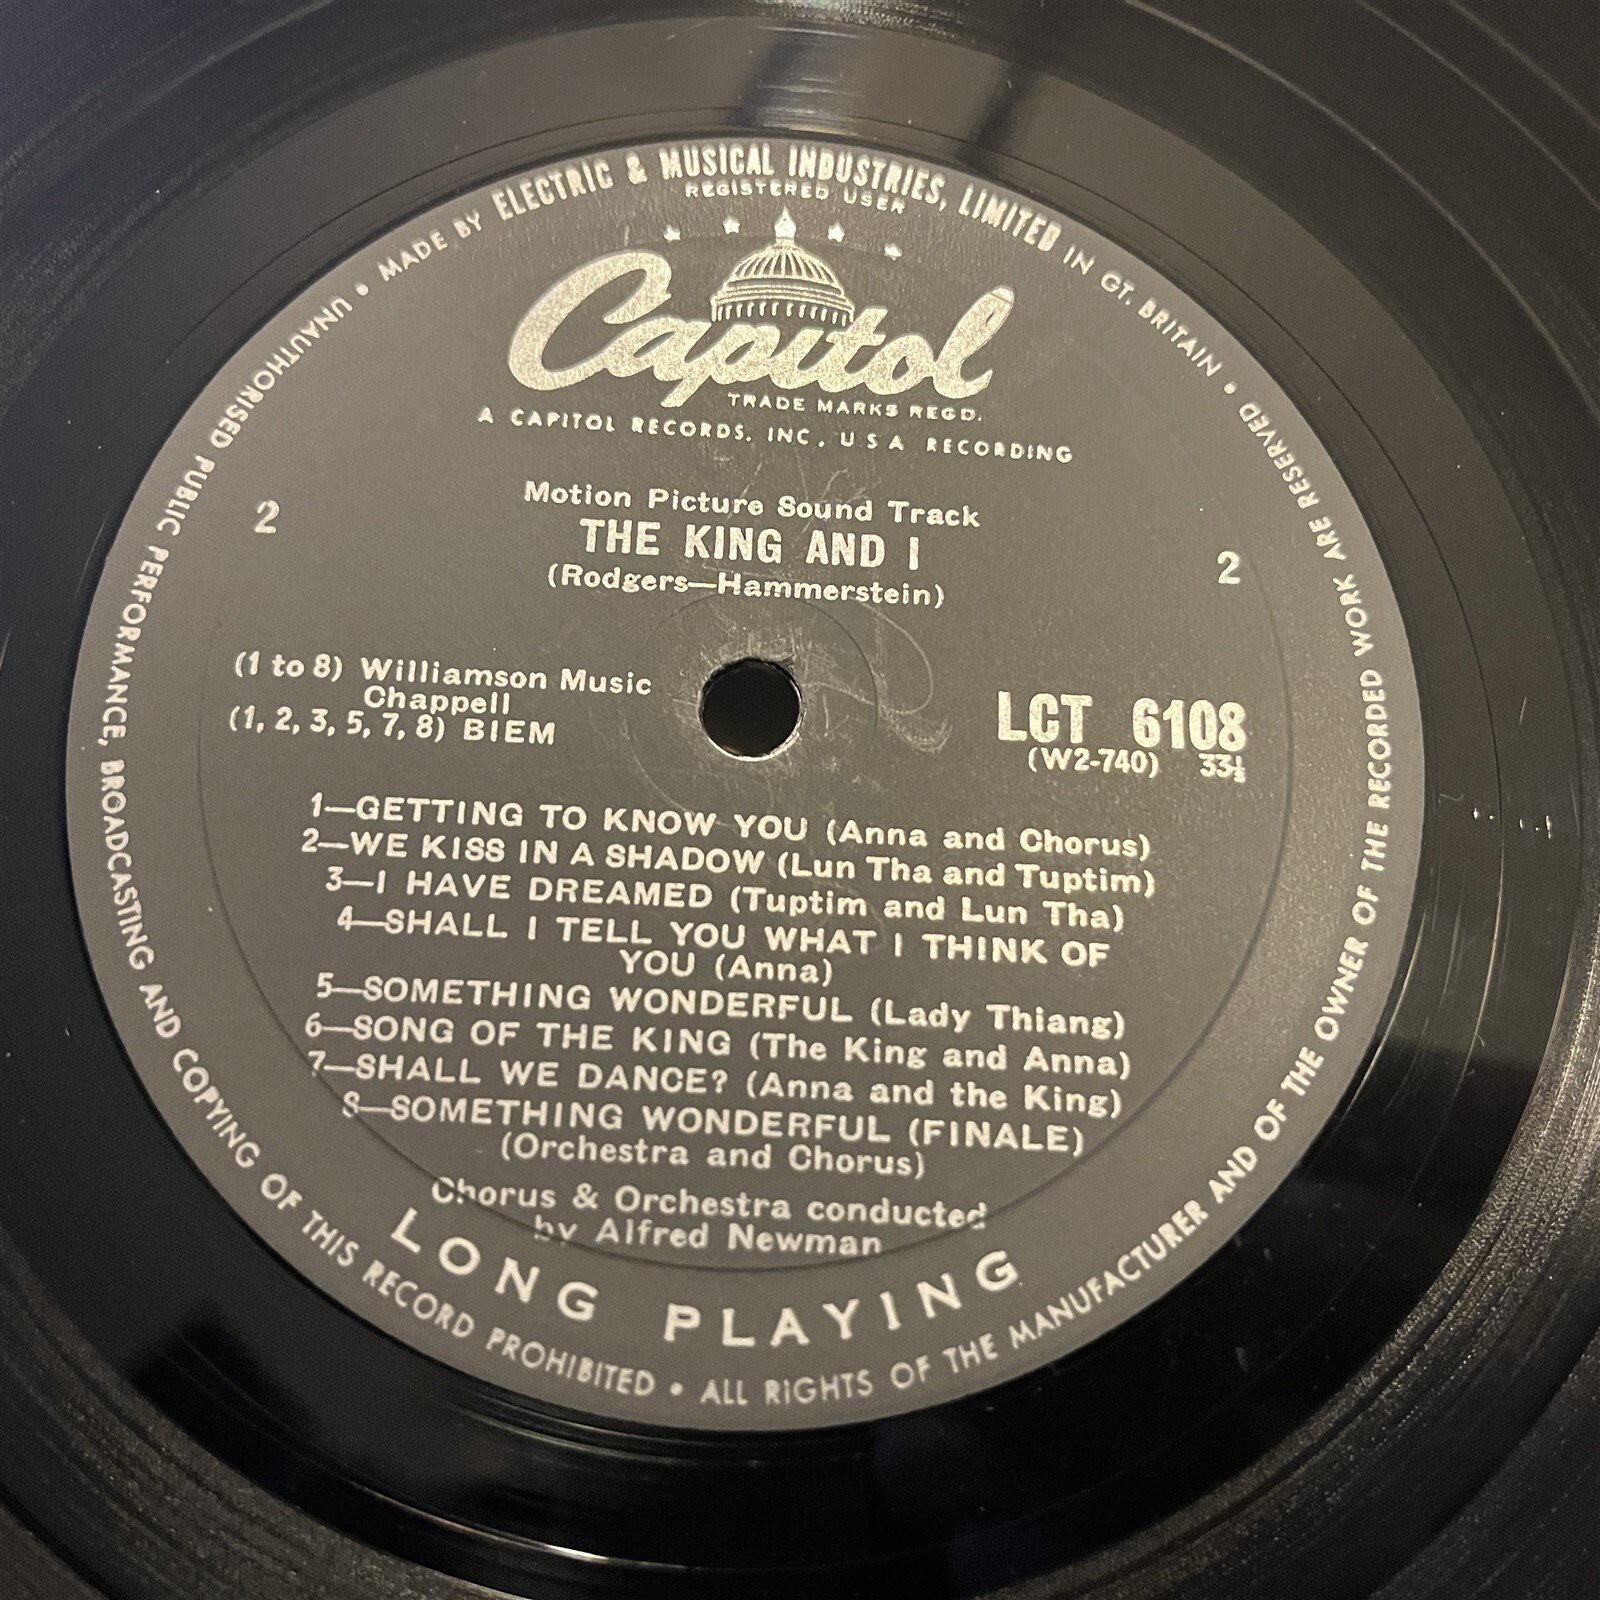 MADE BY ELECTRIC & MUSICAL INDUSTRIES, LIMITED IN GT. BRITAIN • ALL RIGHTS OF THE MANUFACTURER AND OF THE OWNER OF THE RECORDED WORK ARE RESERVED • UNAUTHORISED PUBLIC PERFORMANCE, BROADCASTING AND COPYING OF THIS RECORD PROHIBITED •
REGISTERED USER
Capitol
TRADE MARKS REGD.
A CAPITOL RECORDS, INC, U S A RECORDING
Motion Picture Sound Track
THE KING AND I
(Rodgers—Hammerstein)
2
2
(1 to 8) Williamson Music
Chappell
(1, 2, 3, 5, 7, 8) BIEM
LCT 6108
(W2-740) 33⅓
1—GETTING TO KNOW YOU (Anna and Chorus)
2—WE KISS IN A SHADOW (Lun Tha and Tuptim)
3—I HAVE DREAMED (Tuptim and Lun Tha)
4—SHALL I TELL YOU WHAT I THINK OF
YOU (Anna)
5—SOMETHING WONDERFUL (Lady Thiang)
6—SONG OF THE KING (The King and Anna)
7—SHALL WE DANCE? (Anna and the King)
8—SOMETHING WONDERFUL (FINALE)
(Orchestra and Chorus)
Chorus & Orchestra conducted
by Alfred Newman
LONG PLAYING